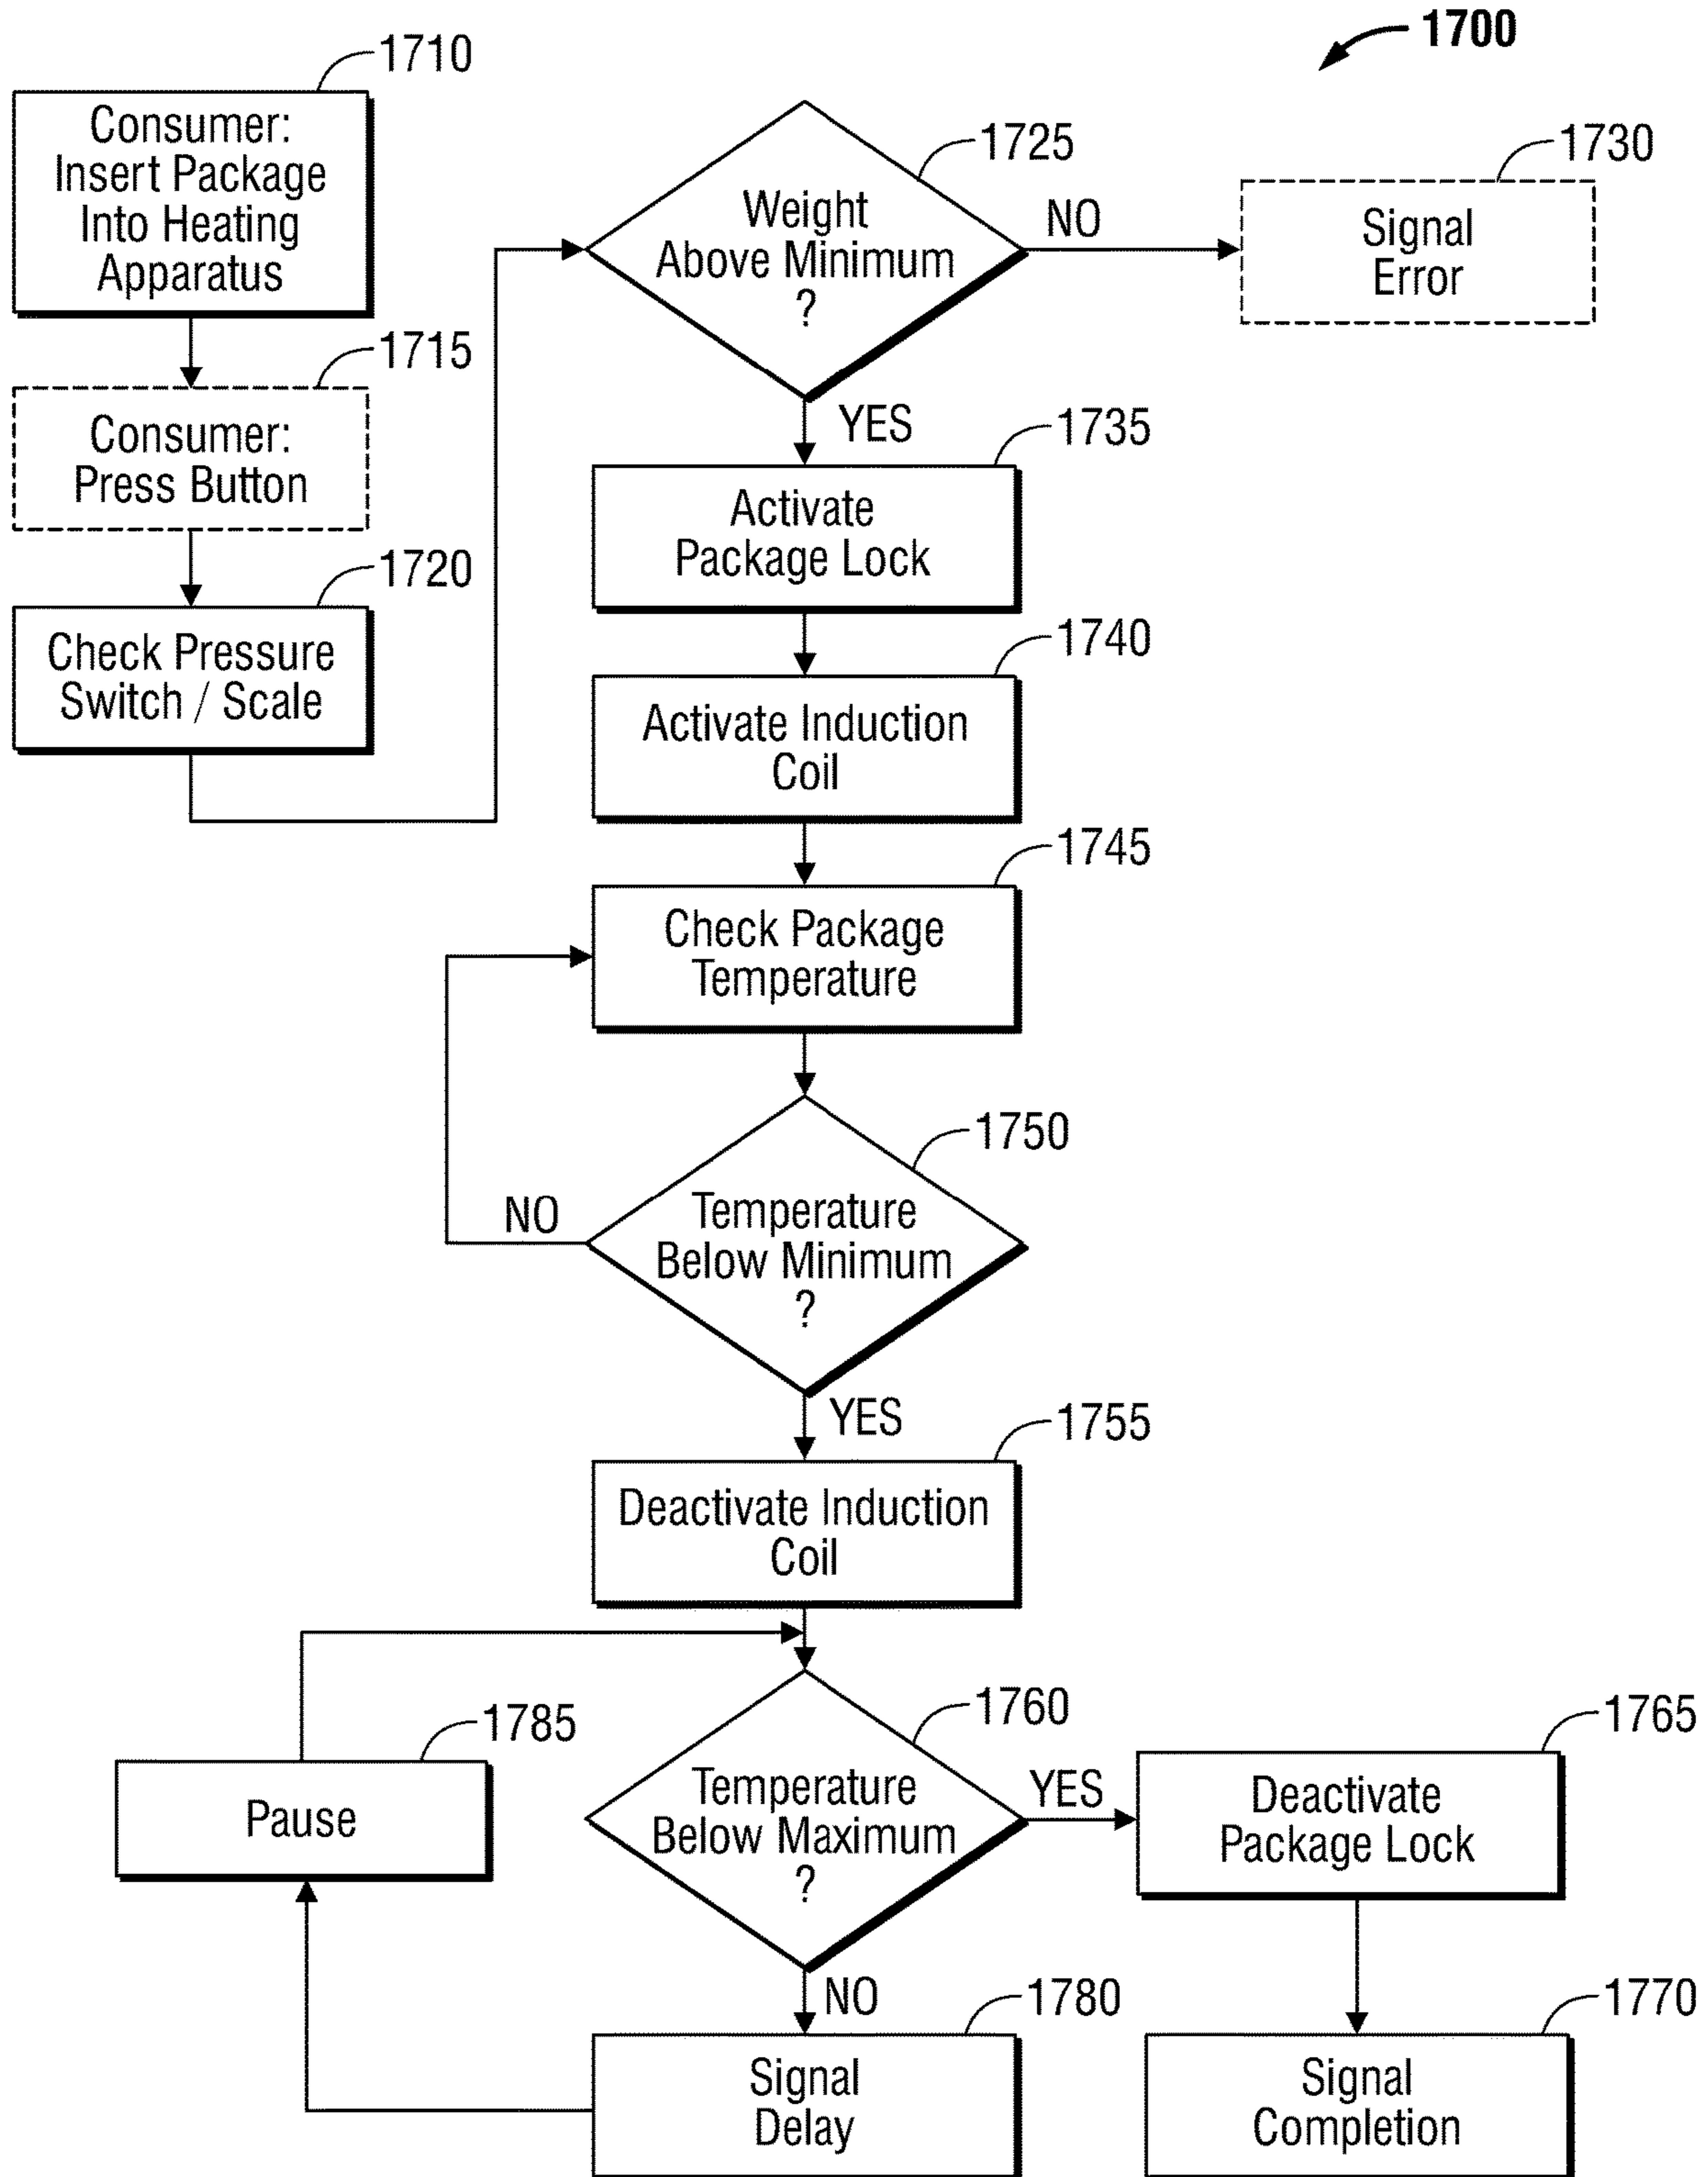 1700
1710
Consumer:
Insert Package
Into Heating
Apparatus
1715
Consumer:
Press Button
1720
Check Pressure
Switch / Scale
1725
Weight
Above Minimum
?
NO
1730
Signal
Error
YES
1735
Activate
Package Lock
1740
Activate Induction
Coil
1745
Check Package
Temperature
1750
Temperature
Below Minimum
?
NO
YES
1755
Deactivate Induction
Coil
1760
Temperature
Below Maximum
?
YES
1765
Deactivate
Package Lock
1770
Signal
Completion
NO
1780
Signal
Delay
1785
Pause